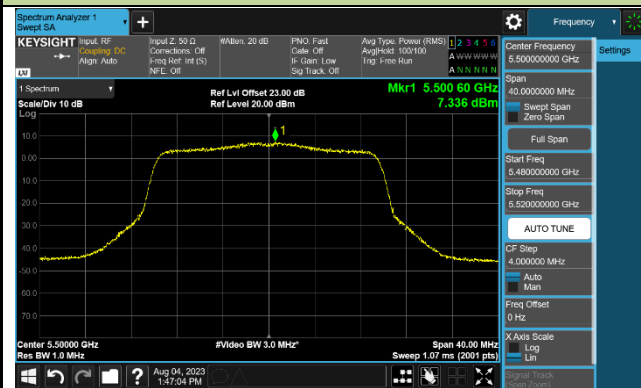 Spectrum Analyzer 1
Swept SA
+
Frequency
KEYSIGHT
Input: RF
Coupling: DC
Align: Auto
Input Z: 50 Ω
Corrections: Off
Freq Ref: Int (S)
NFE: Off
#Atten: 20 dB
PNO: Fast
Gate: Off
IF Gain: Low
Sig Track: Off
Avg Type: Power (RMS)
Avg|Hold: 100/100
Trig: Free Run
1 2 3 4 5 6
A W W W W W
A N N N N N
LXI
1 Spectrum
Scale/Div 10 dB
Log
Ref Lvl Offset 23.00 dB
Ref Level 20.00 dBm
Mkr1 5.500 60 GHz
7.336 dBm
1
10.0
0.00
-10.0
-20.0
-30.0
-40.0
-50.0
-60.0
-70.0
Center 5.50000 GHz
Res BW 1.0 MHz
#Video BW 3.0 MHz*
Span 40.00 MHz
Sweep 1.07 ms (2001 pts)
Center Frequency
5.500000000 GHz
Span
40.0000000 MHz
Swept Span
Zero Span
Full Span
Start Freq
5.480000000 GHz
Stop Freq
5.520000000 GHz
AUTO TUNE
CF Step
4.000000 MHz
Auto
Man
Freq Offset
0 Hz
X Axis Scale
Log
Lin
Signal Track
(Span Zoom)
Settings
?
Aug 04, 2023
1:47:04 PM